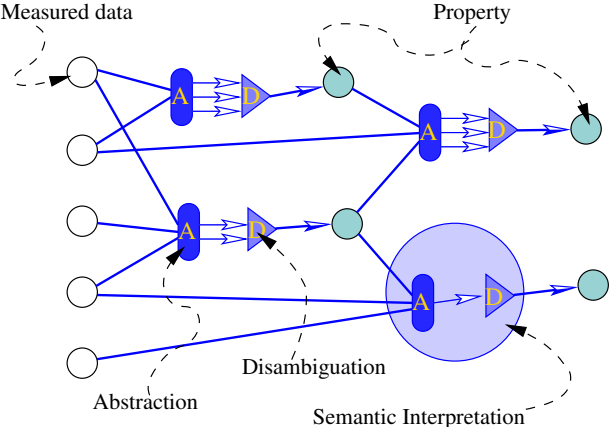 Measured data
Property
A
D
A
D
A
D
A
D
Disambiguation
Abstraction
Semantic Interpretation